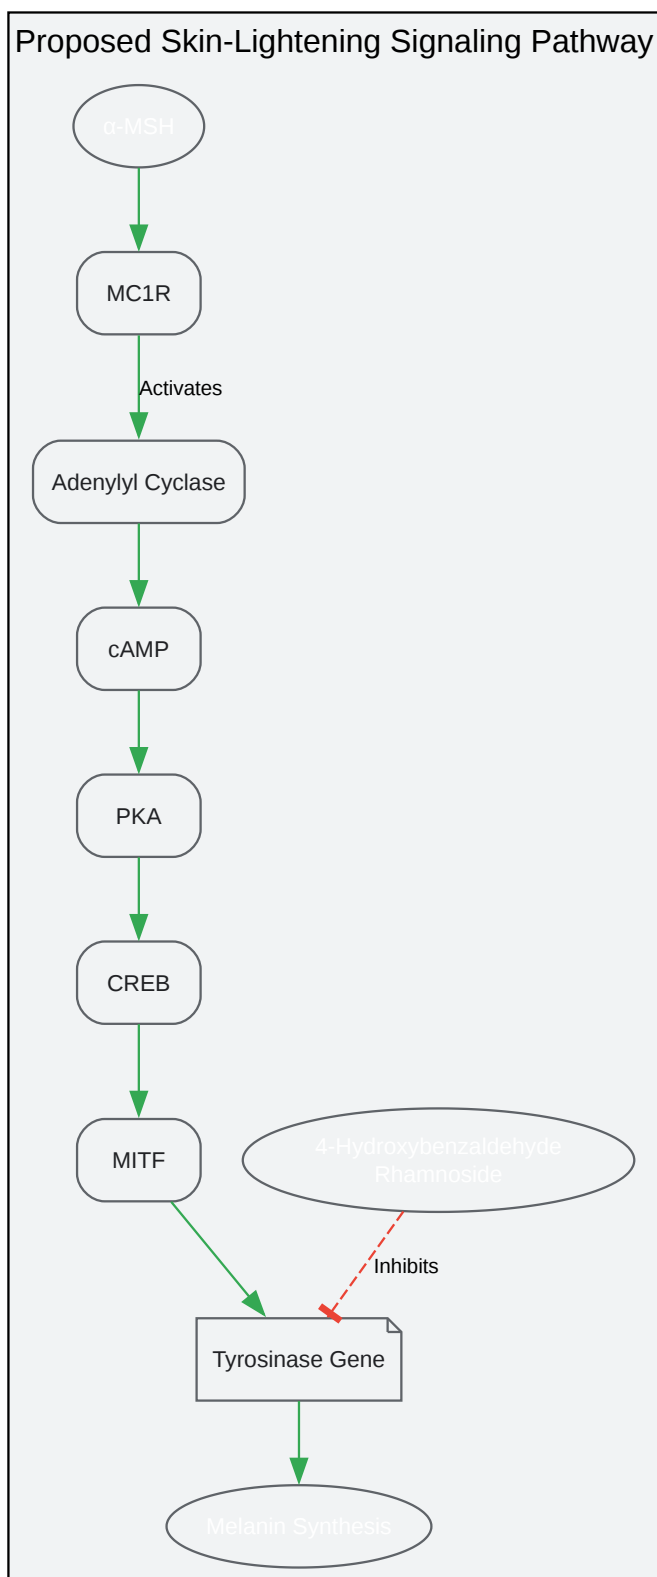 Proposed Skin-Lightening Signaling Pathway
α-MSH
MC1R
Activates
Adenylyl Cyclase
cAMP
PKA
CREB
MITF
4-Hydroxybenzaldehyde
Rhamnoside
Inhibits
Tyrosinase Gene
Melanin Synthesis